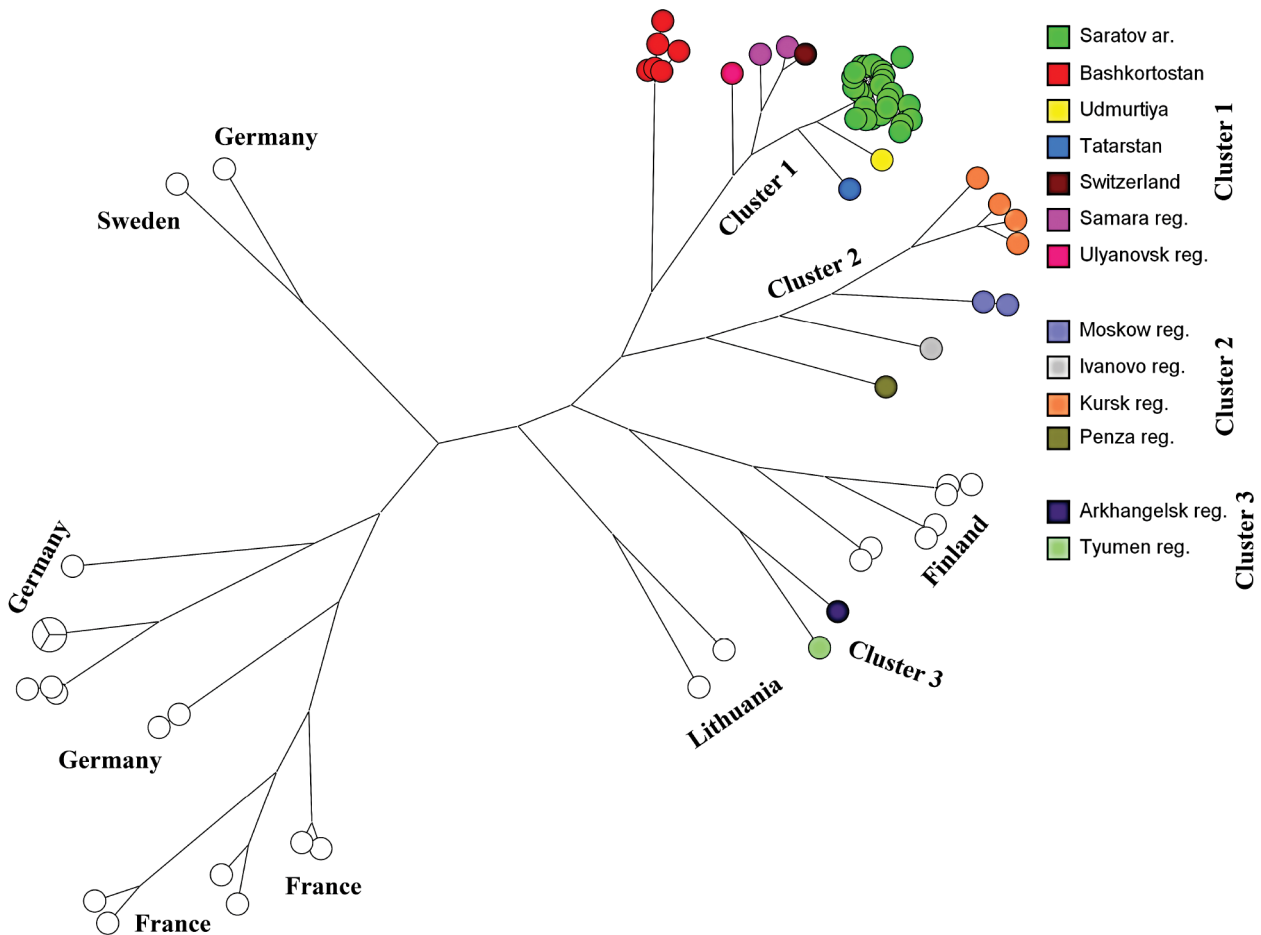 Germany
Sweden
Cluster 1
Cluster 2
Finland
Cluster 3
Lithuania
Germany
Germany
France
France
Saratov ar.
Bashkortostan
Udmurtiya
Tatarstan
Switzerland
Samara reg.
Ulyanovsk reg.
Cluster 1
Moskow reg.
Ivanovo reg.
Kursk reg.
Penza reg.
Cluster 2
Arkhangelsk reg.
Tyumen reg.
Cluster 3